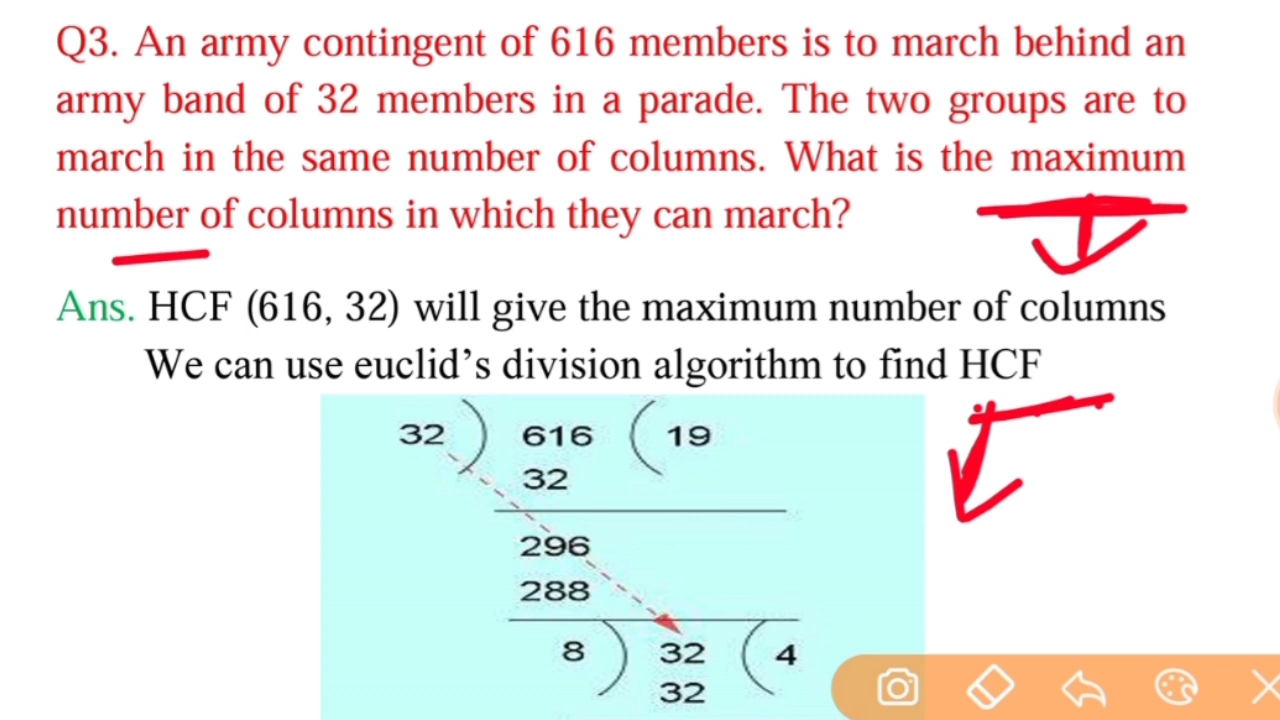 Q3. An army contingent of 616 members is to march behind an
army band of 32 members in a parade. The two groups are to
march in the same number of columns. What is the maximum
number of columns in which they can march?
Ans. HCF (616, 32) will give the maximum number of columns
We can use euclid’s division algorithm to find HCF
32 ) 616 ( 19
32
296
288
8 ) 32 ( 4
32